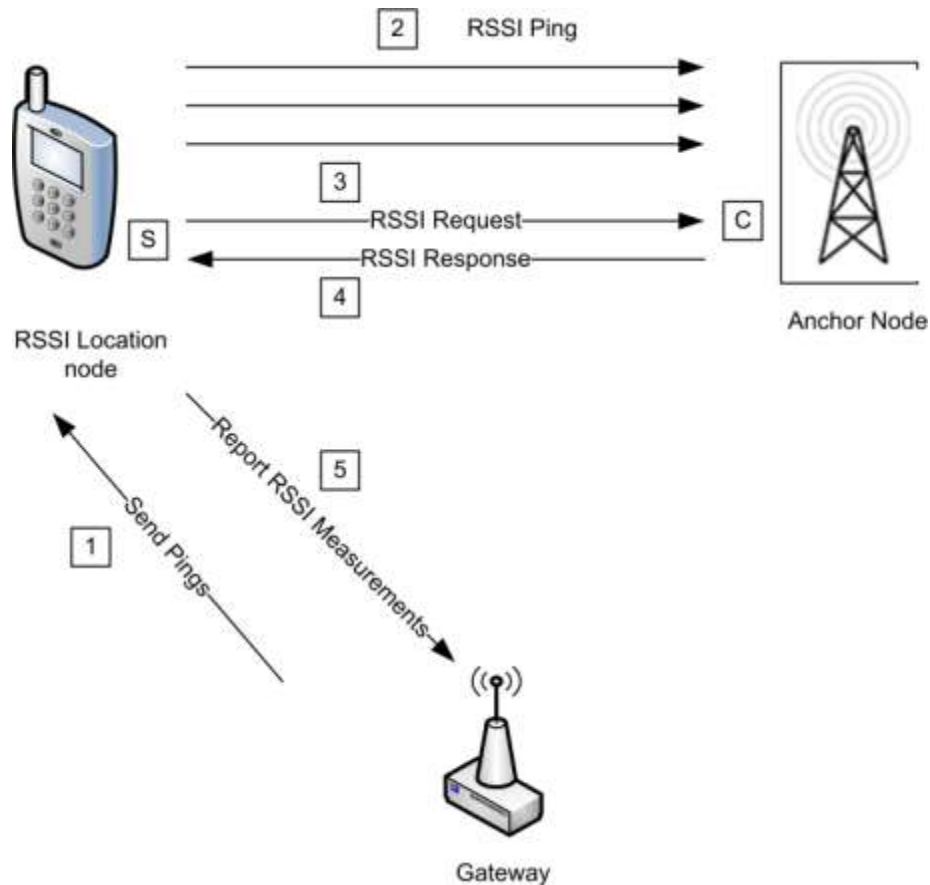 2 RSSI Ping
3
RSSI Request
S
C
RSSI Response
4
Anchor Node
RSSI Location
node
Report RSSI Measurements
5
Send Pings
1
Gateway